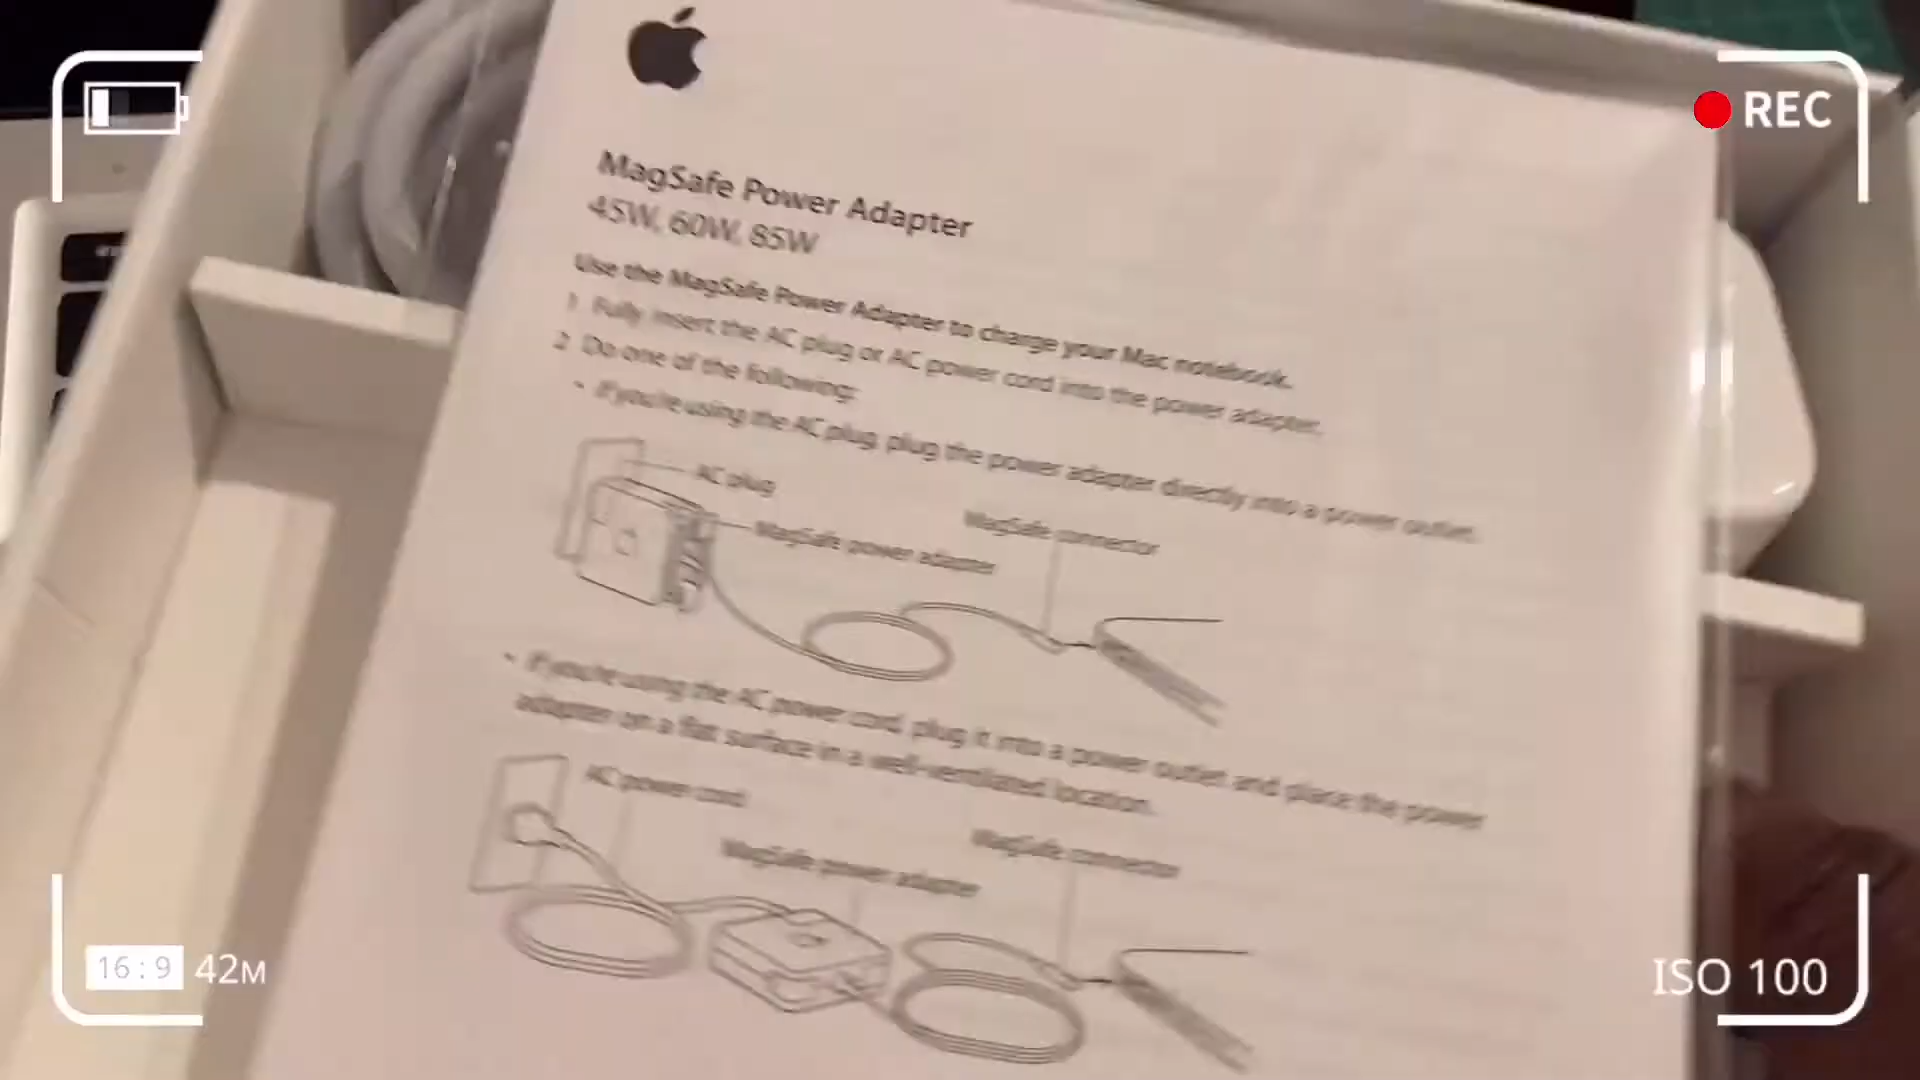 REC
MagSafe Power Adapter
45W, 60W, 85W
Use the MagSafe Power Adapter to charge your Mac notebook.
1 Fully insert the AC plug or AC power cord into the power adapter.
2 Do one of the following:
• If you're using the AC plug, plug the power adapter directly into a power outlet.
AC plug
MagSafe power adapter
MagSafe connector
• If you're using the AC power cord, plug it into a power outlet and place the power
adapter on a flat surface in a well-ventilated location.
AC power cord
MagSafe power adapter
MagSafe connector
16:9 42M
ISO 100